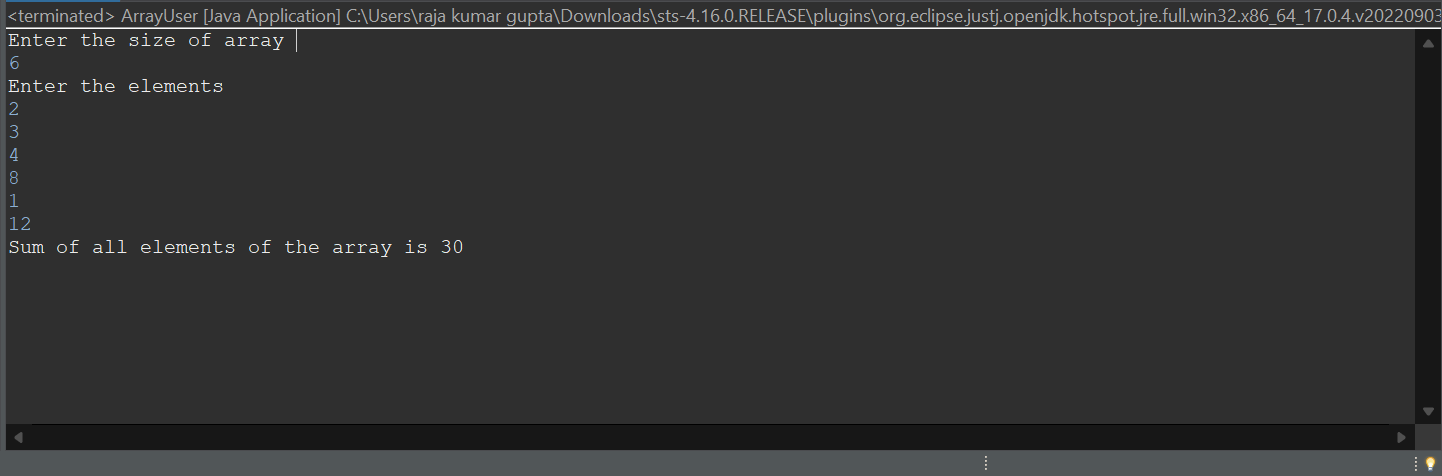 <terminated> ArrayUser [Java Application] C:\Users\raja kumar gupta\Downloads\sts-4.16.0.RELEASE\plugins\org.eclipse.justj.openjdk.hotspot.jre.full.win32.x86_64_17.0.4.v20220903
Enter the size of array
6
Enter the elements
2
3
4
8
1
12
Sum of all elements of the array is 30